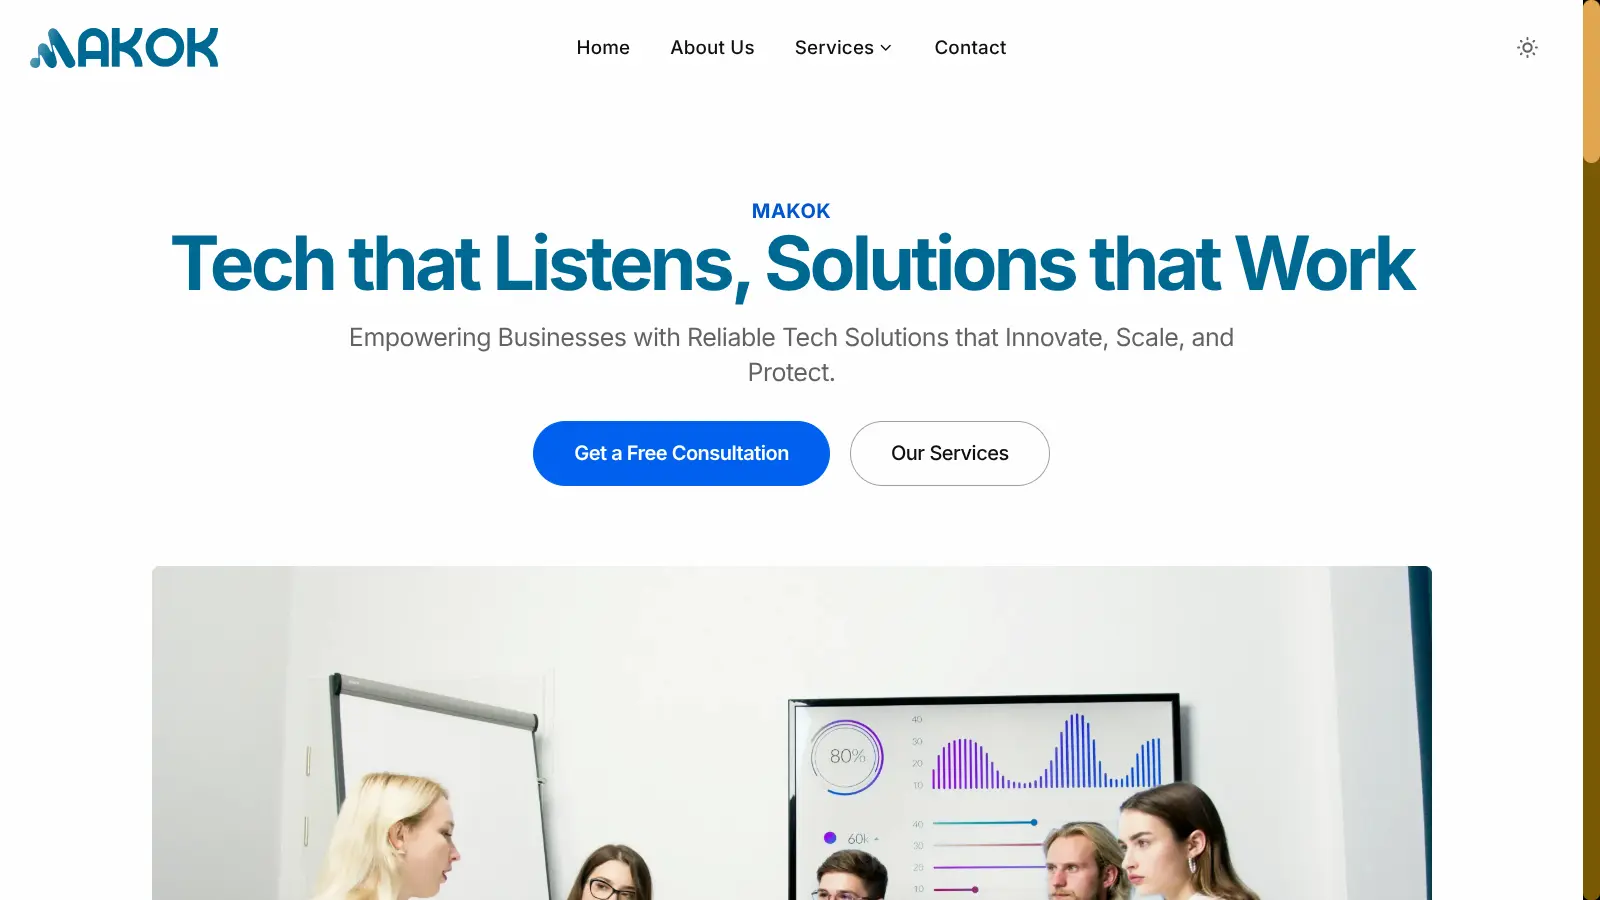 MAKOK
Home
About Us
Services
Contact
MAKOK
Tech that Listens, Solutions that Work
Empowering Businesses with Reliable Tech Solutions that Innovate, Scale, and
Protect.
Get a Free Consultation
Our Services
80%
40
30
20
10
60k
40
30
25
10